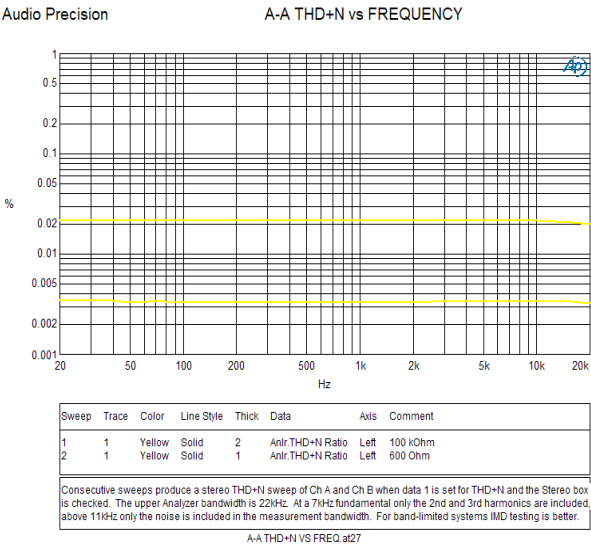 Audio Precision
A-A THD+N vs FREQUENCY
Ap
1
0.5
0.2
0.1
0.05
%
0.02
0.01
0.005
0.002
0.001
20 50 100 200 500 1k 2k 5k 10k 20k
Hz
Sweep Trace Color Line Style Thick Data Axis Comment
1 1 Yellow Solid 2 Anlr.THD+N Ratio Left 100 kOhm
2 1 Yellow Solid 1 Anlr.THD+N Ratio Left 600 Ohm
Consecutive sweeps produce a stereo THD+N sweep of Ch A and Ch B when data 1 is set for THD+N and the Stereo box
is checked. The upper Analyzer bandwidth is 22kHz. At a 7kHz fundamental only the 2nd and 3rd harmonics are included,
above 11kHz only the noise is included in the measurement bandwidth. For band-limited systems IMD testing is better.
A-A THD+N VS FREQ.at27